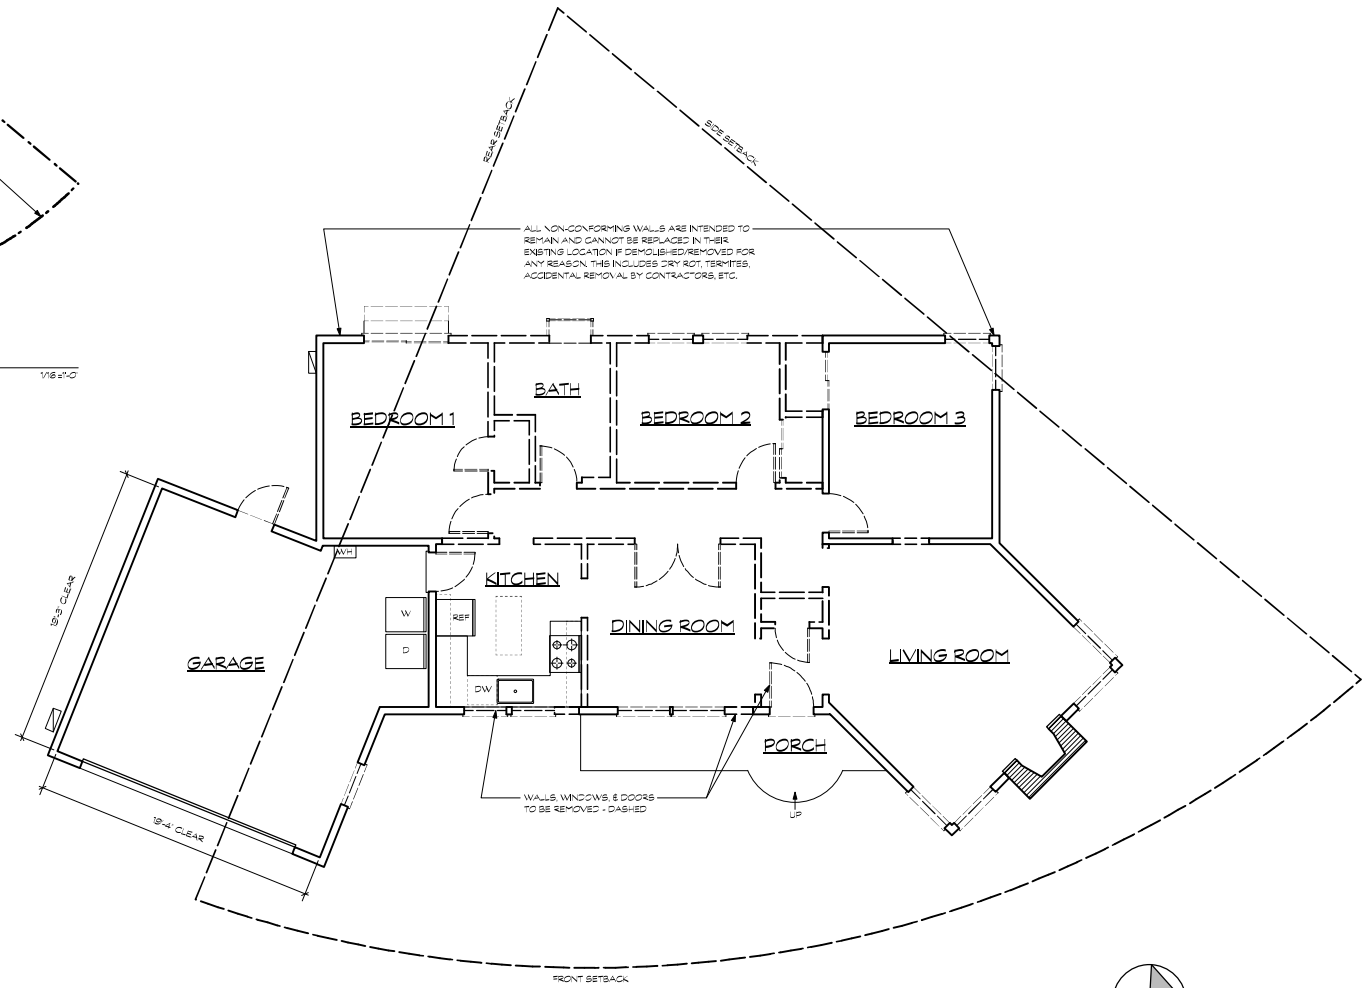 REAR SETBACK
SIDE SETBACK
ALL NON-CONFORMING WALLS ARE INTENDED TO
REMAIN AND CANNOT BE REPLACED IN THEIR
EXISTING LOCATION IF DEMOLISHED/REMOVED FOR
ANY REASON. THIS INCLUDES DRY ROT, TERMITES,
ACCIDENTAL REMOVAL BY CONTRACTORS, ETC.
1/16"=1'-0"
BATH
BEDROOM 1
BEDROOM 2
BEDROOM 3
WH
KITCHEN
19'-3" CLEAR
W
REF
DINING ROOM
D
GARAGE
LIVING ROOM
DW
PORCH
WALLS, WINDOWS, & DOORS
TO BE REMOVED - DASHED
UP
19'-4" CLEAR
FRONT SETBACK